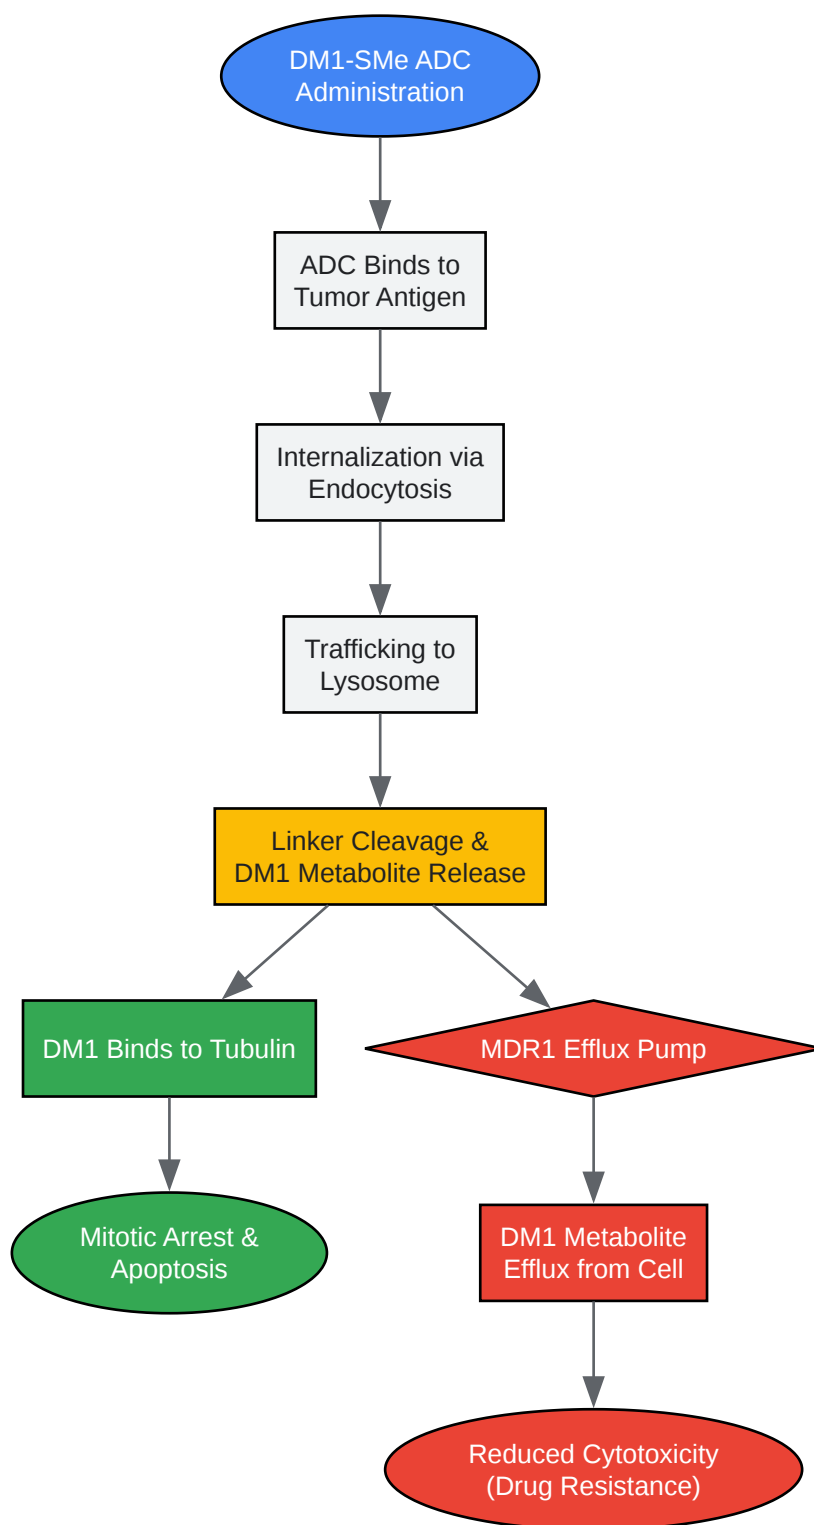 DM1-SMe ADC
Administration
ADC Binds to
Tumor Antigen
Internalization via
Endocytosis
Trafficking to
Lysosome
Linker Cleavage &
DM1 Metabolite Release
DM1 Binds to Tubulin
MDR1 Efflux Pump
Mitotic Arrest &
Apoptosis
DM1 Metabolite
Efflux from Cell
Reduced Cytotoxicity
(Drug Resistance)